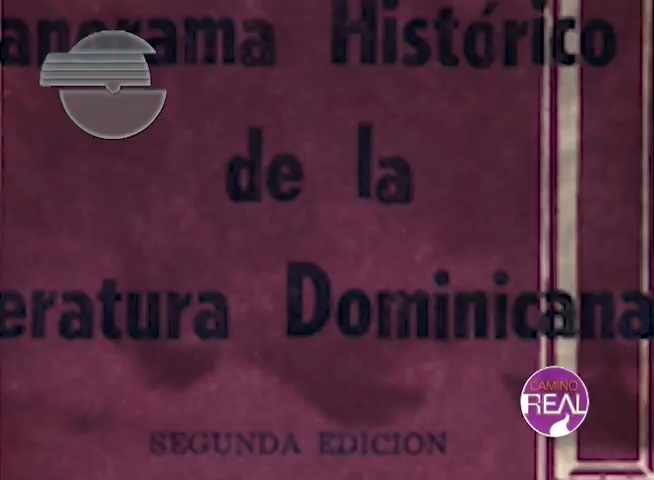 anorama Histórico
de la
eratura Dominicana
SEGUNDA EDICION
CAMINO
REAL